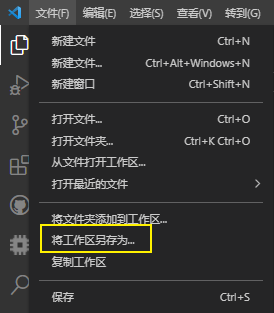 文件(F) 编辑(E) 选择(S) 查看(V) 转到(G)
新建文件 Ctrl+N
新建文件... Ctrl+Alt+Windows+N
新建窗口 Ctrl+Shift+N
打开文件... Ctrl+O
打开文件夹... Ctrl+K Ctrl+O
从文件打开工作区...
打开最近的文件
将文件夹添加到工作区...
将工作区另存为...
复制工作区
保存 Ctrl+S